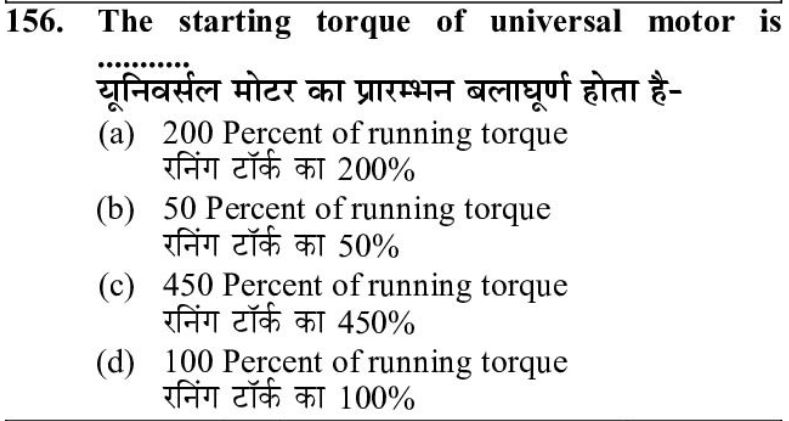 156. The starting torque of universal motor is
...........
यूनिवर्सल मोटर का प्रारम्भन बलाघूर्ण होता है-
(a) 200 Percent of running torque
रनिंग टॉर्क का 200%
(b) 50 Percent of running torque
रनिंग टॉर्क का 50%
(c) 450 Percent of running torque
रनिंग टॉर्क का 450%
(d) 100 Percent of running torque
रनिंग टॉर्क का 100%